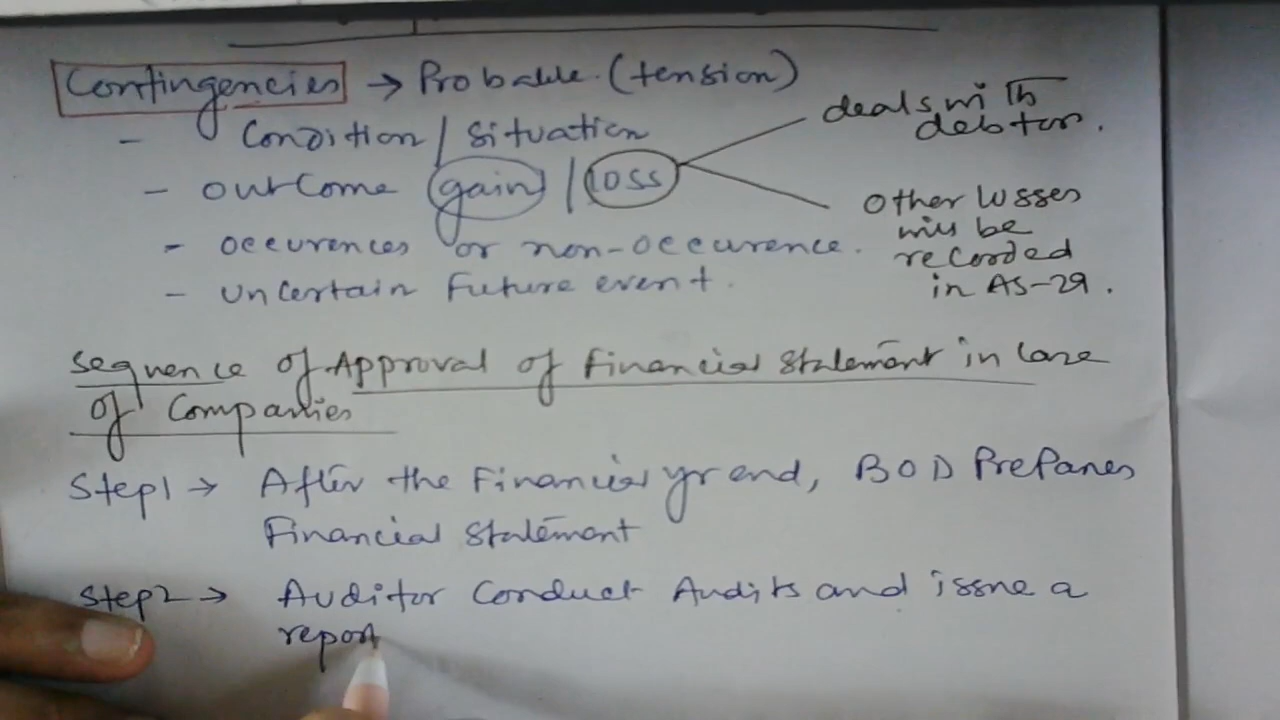 Contingencies → Probable. (tension)
- Condition / Situation
- outcome gain / loss
deals with
debtor.
- occurences or non-occurence.
- uncertain future event.
Other losses
will be
recorded
in AS-29.
Sequence of Approval of Financial Statement in Case
of Companies
Step1 → After the Financial yr end, BOD Prepares
Financial Statement
Step2 → Auditor Conduct Audits and issue a
report